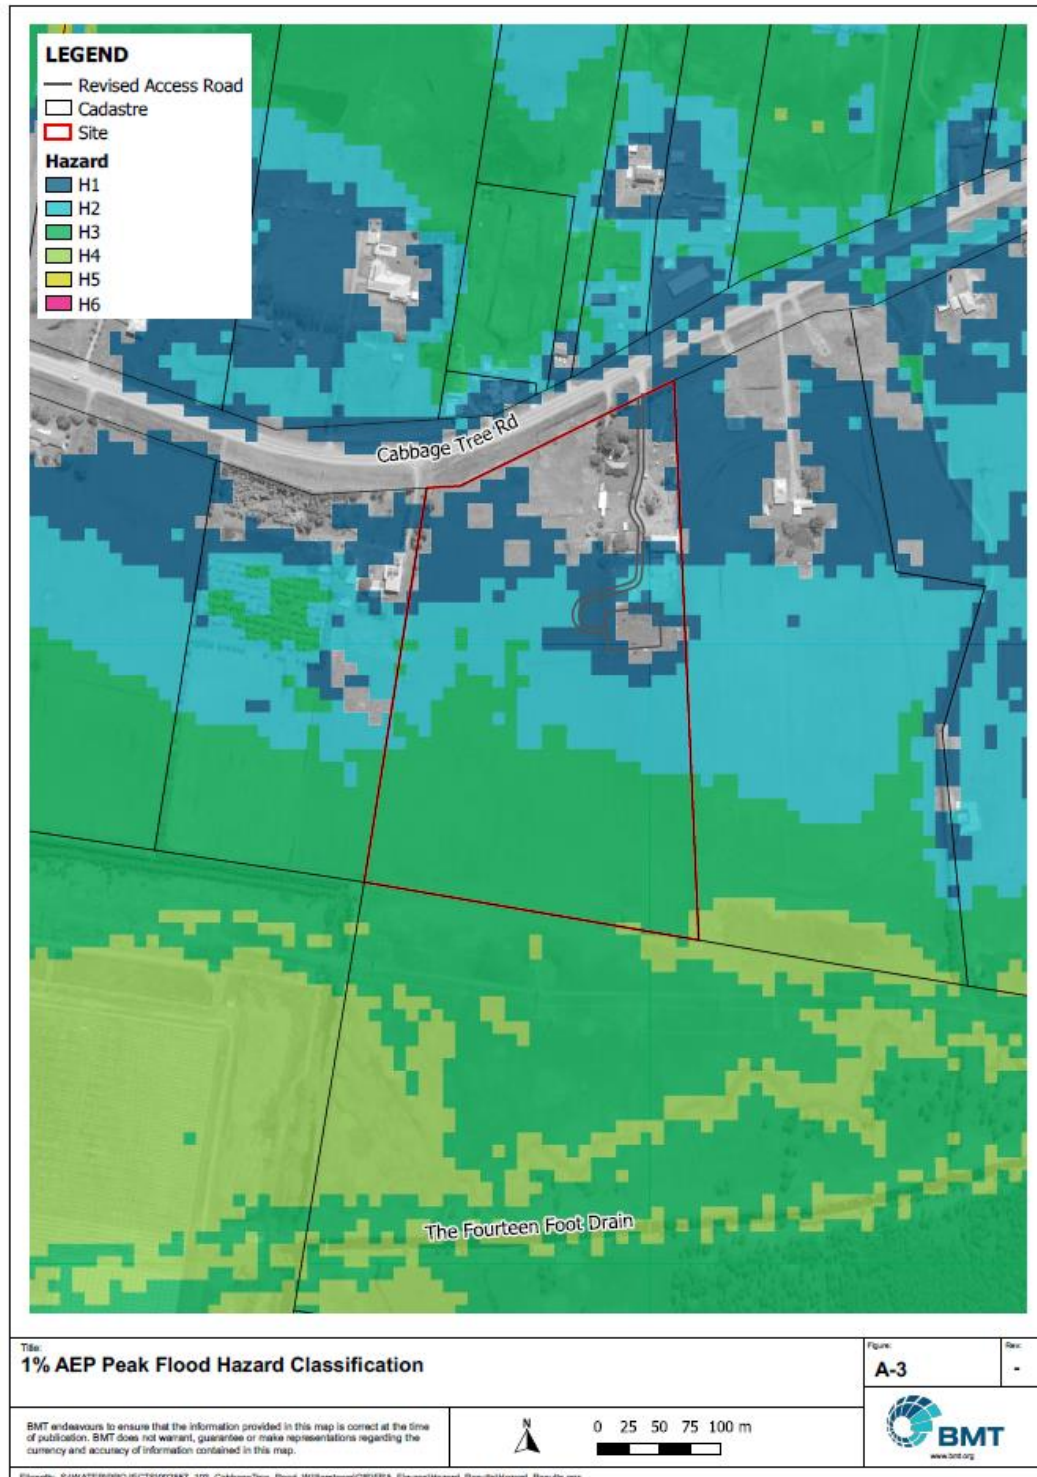 LEGEND
Revised Access Road
Cadastre
Site
Hazard
H1
H2
H3
H4
H5
H6
Cabbage Tree Rd
The Fourteen Foot Drain
Title:
1% AEP Peak Flood Hazard Classification
Figure:
A-3
Rev:
-
BMT endeavours to ensure that the information provided in this map is correct at the time
of publication. BMT does not warrant, guarantee or make representations regarding the
currency and accuracy of information contained in this map.
N
0 25 50 75 100 m
BMT
www.bmt.org